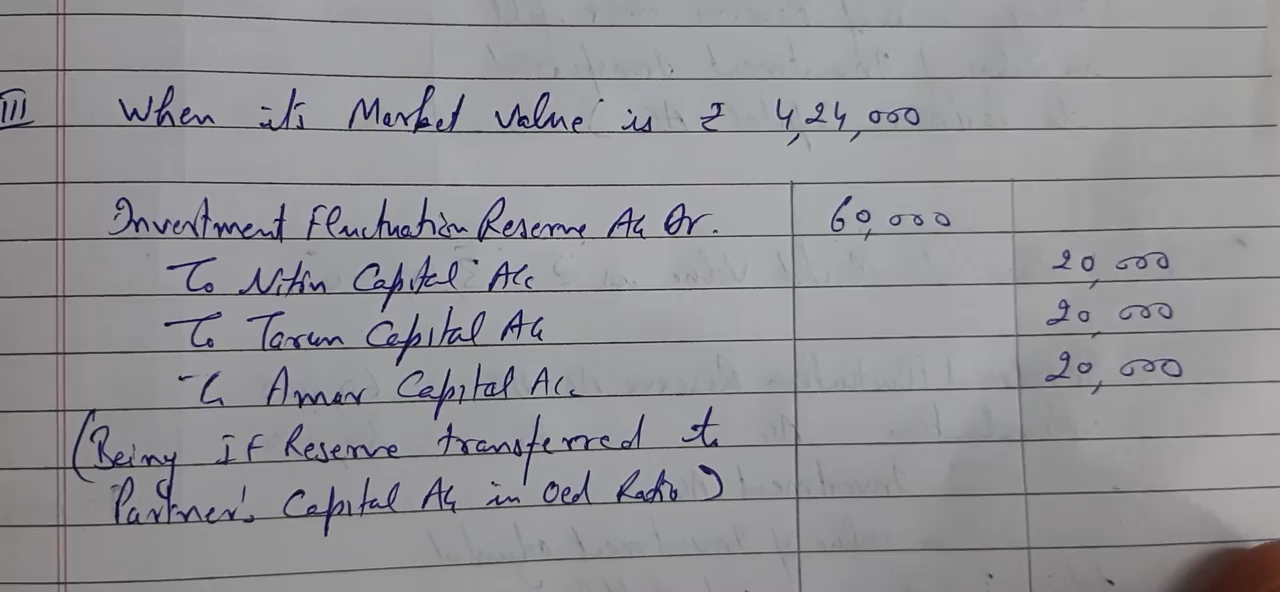 III When its Market value is ₹ 4,24,000
Investment Fluctuation Reserve A/c Dr. 60,000
To Nitin Capital A/c 20,000
To Tarun Capital A/c 20,000
To Aman Capital A/c 20,000
(Being IF Reserve transferred to
Partner's Capital A/c in Old Ratio)